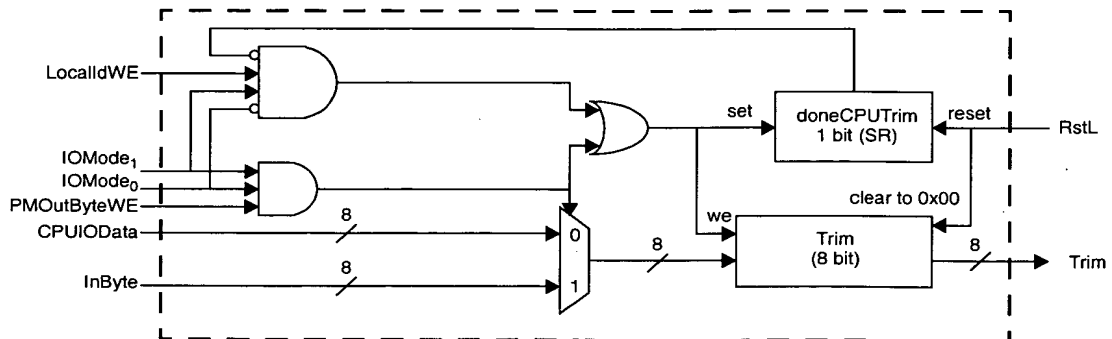 LocalIdWE
IOMode1
IOMode0
PMOutByteWE
CPUIOData
8
InByte
8
0
1
8
set
we
doneCPUTrim
1 bit (SR)
reset
RstL
clear to 0x00
Trim
(8 bit)
8
Trim